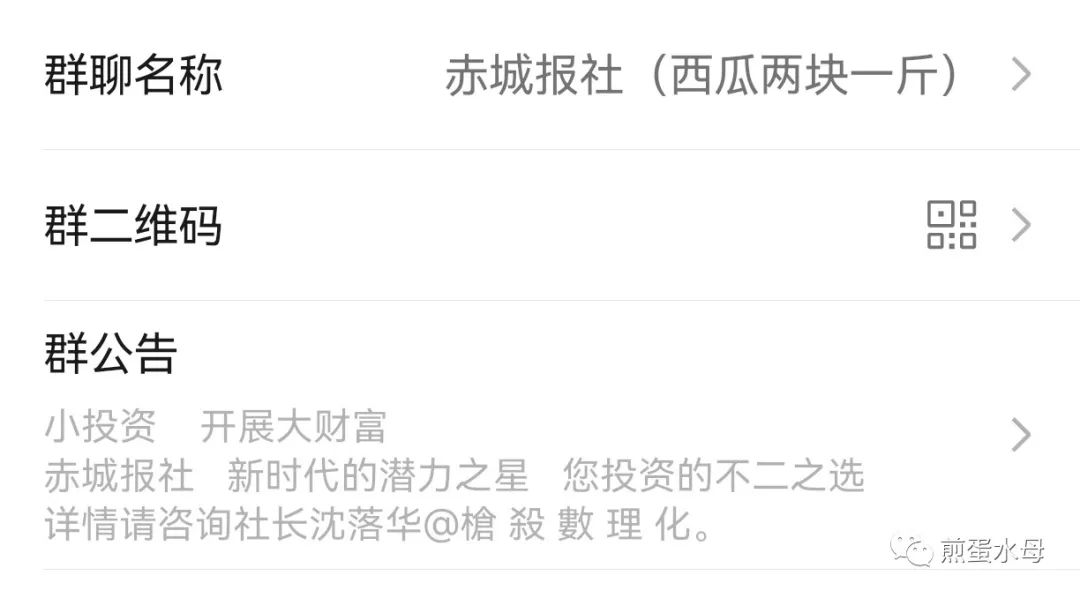 群聊名称 赤城报社（西瓜两块一斤）
群二维码
群公告
小投资 开展大财富
赤城报社 新时代的潜力之星 您投资的不二之选
详情请咨询社长沈落华@槍 殺 數 理 化。
煎蛋水母